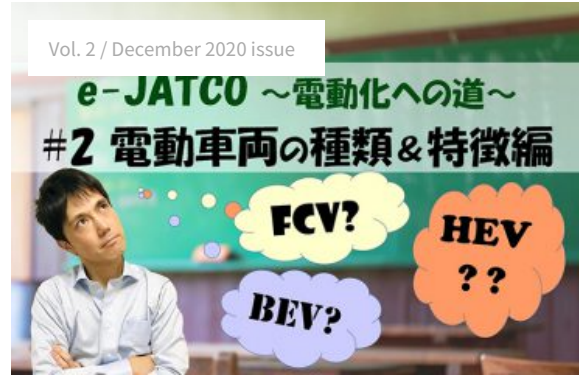 Vol. 2 / December 2020 issue
e-JATCO ～電動化への道～
#2 電動車両の種類&特徴編
FCV?
HEV
??
BEV?